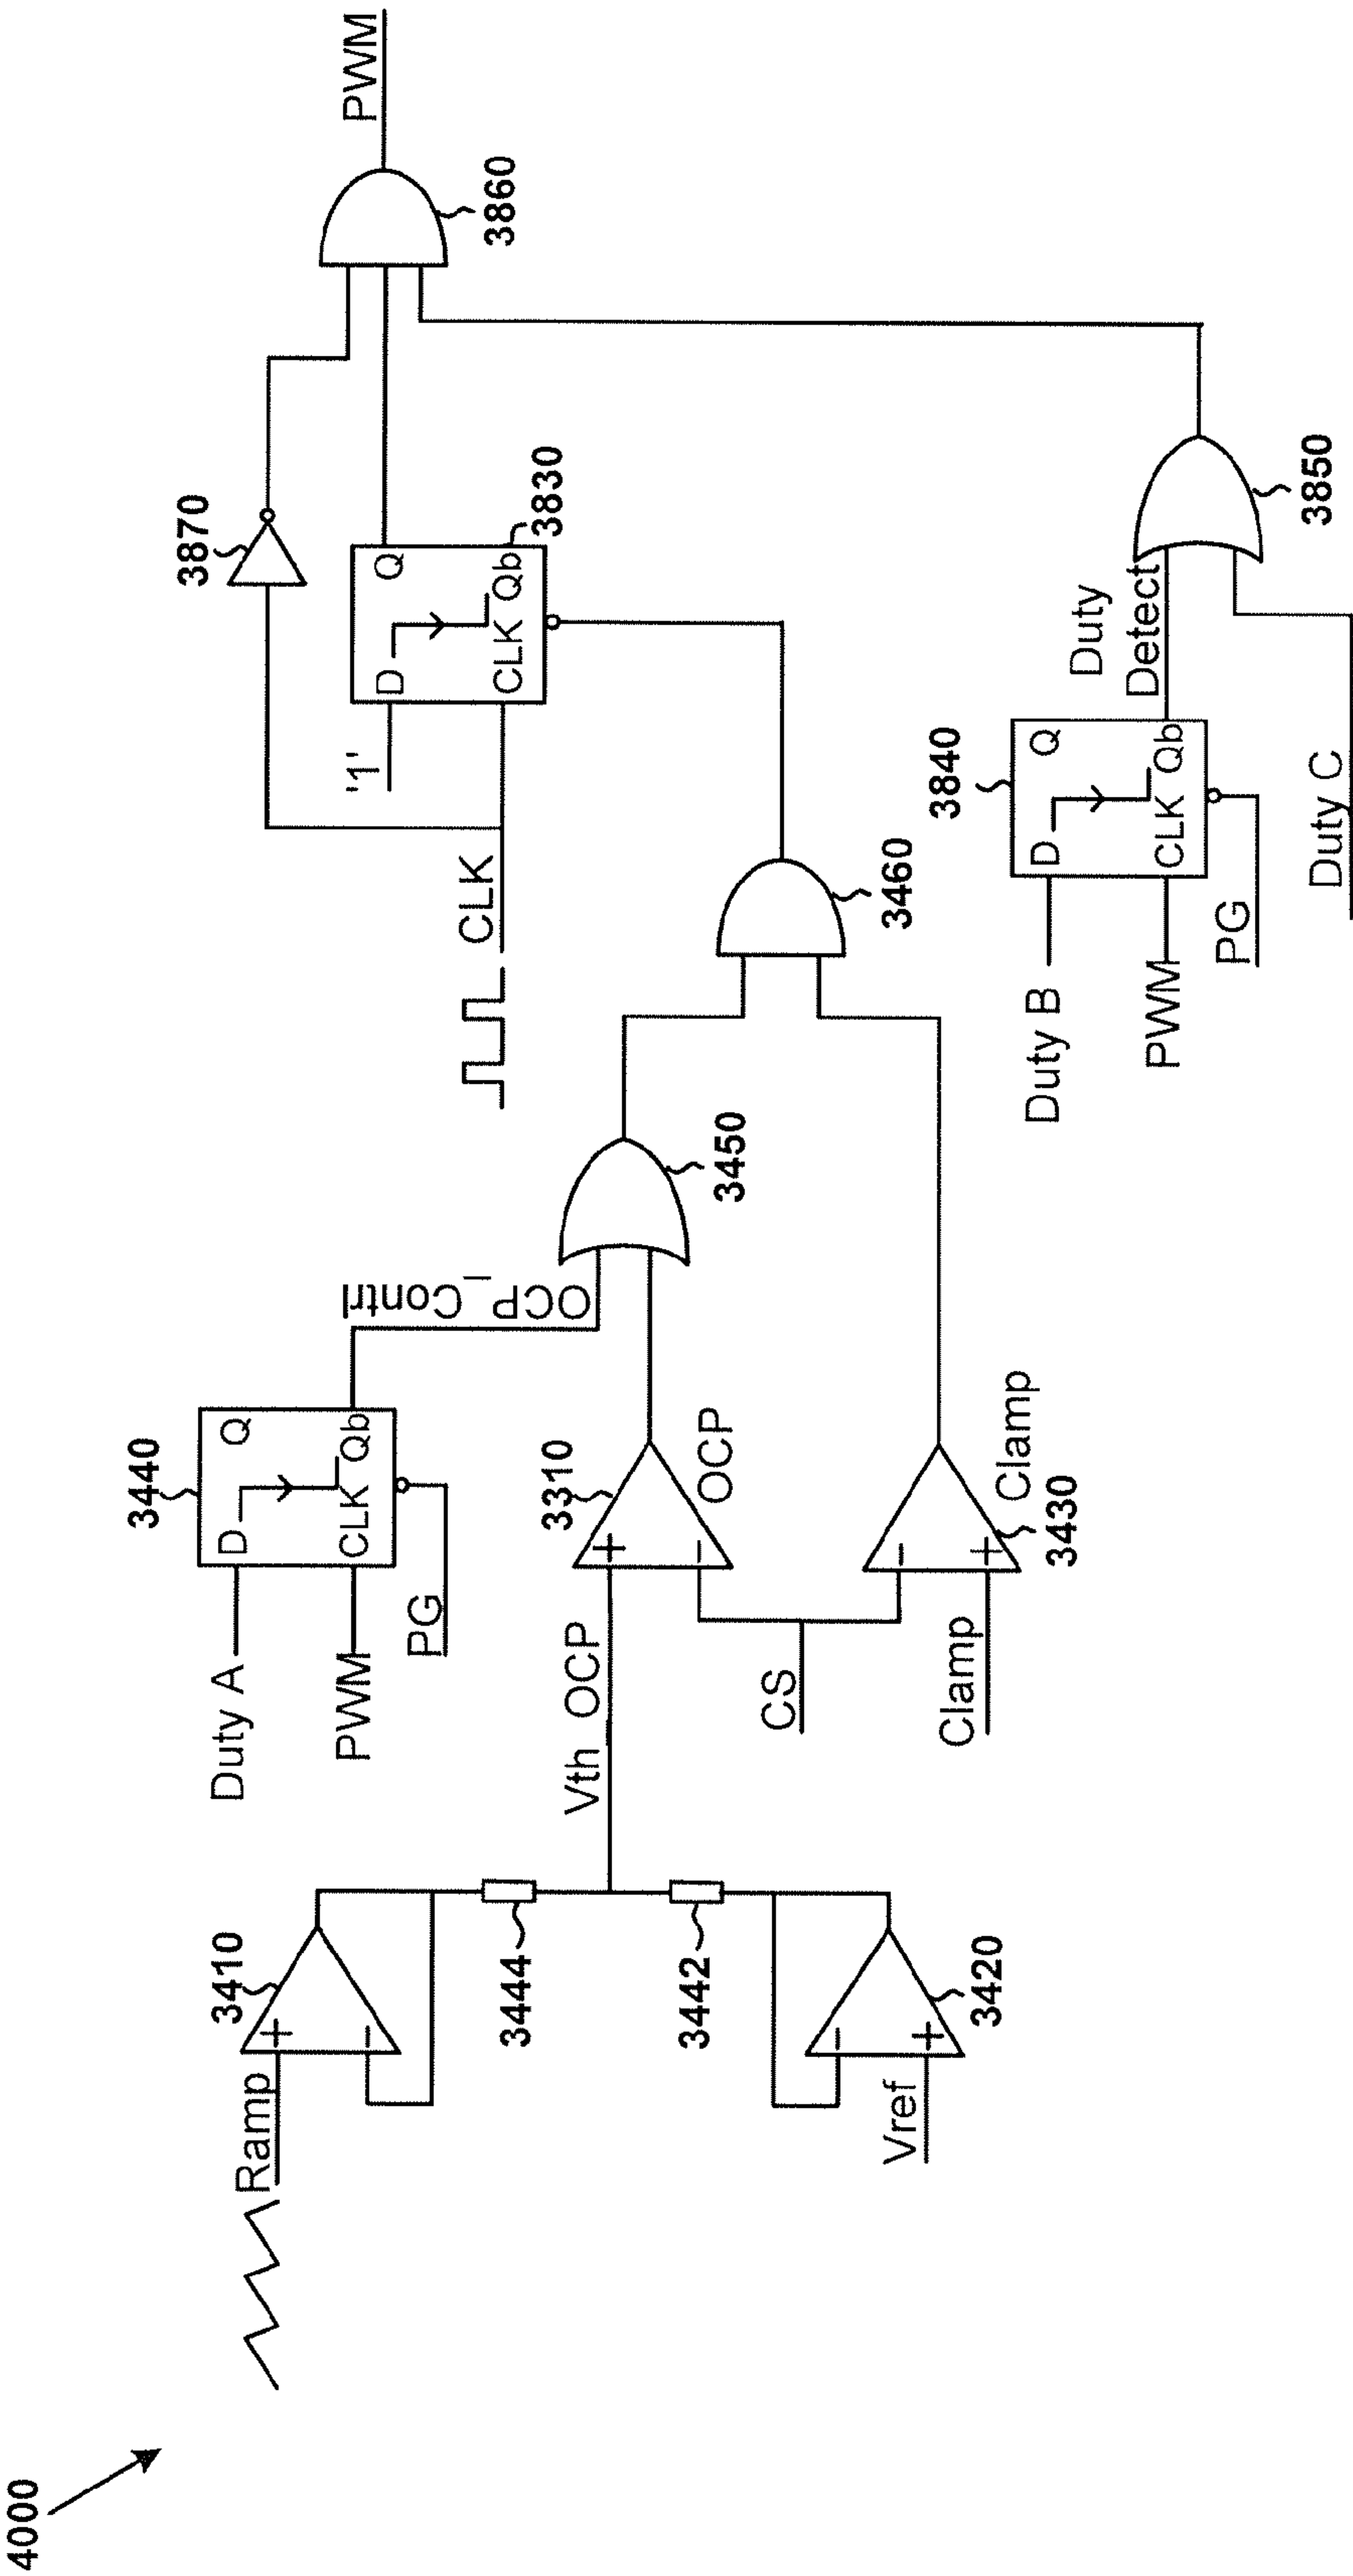 4000
Ramp
3410
3444
3442
3420
Vref
Vth_OCP
Duty A
PWM
PG
3440
D
Q
CLK
Qb
OCP_Contrl
3310
OCP
CS
Clamp
Clamp
3430
3450
3460
CLK
'1'
3870
D
Q
CLK
Qb
3830
Duty B
PWM
PG
3840
D
Q
CLK
Qb
Duty
Detect
Duty C
3850
3860
PWM
+
-
+
-
+
-
+
-